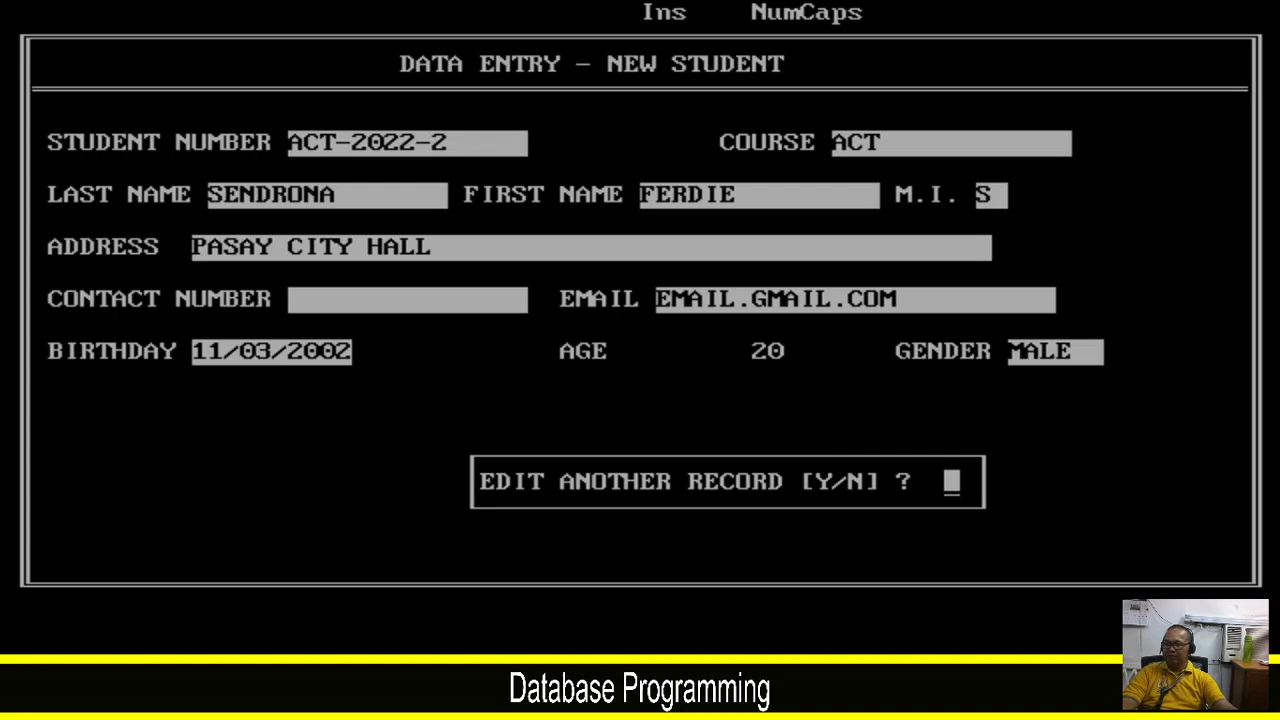 Ins NumCaps
DATA ENTRY - NEW STUDENT
STUDENT NUMBER ACT-2022-2 COURSE ACT
LAST NAME SENDRONA FIRST NAME FERDIE M.I. S
ADDRESS PASAY CITY HALL
CONTACT NUMBER EMAIL EMAIL.GMAIL.COM
BIRTHDAY 11/03/2002 AGE 20 GENDER MALE
EDIT ANOTHER RECORD [Y/N] ?
Database Programming